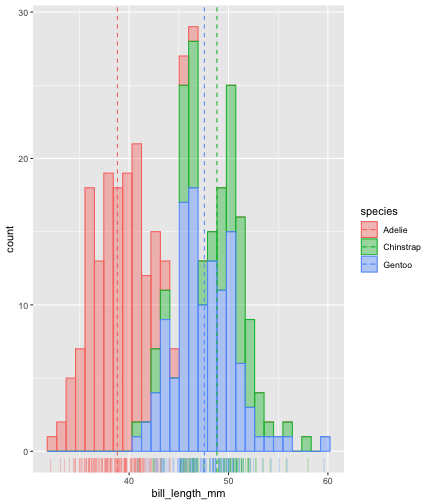 30
20
10
0
count
40
50
60
bill_length_mm
species
Adelie
Chinstrap
Gentoo